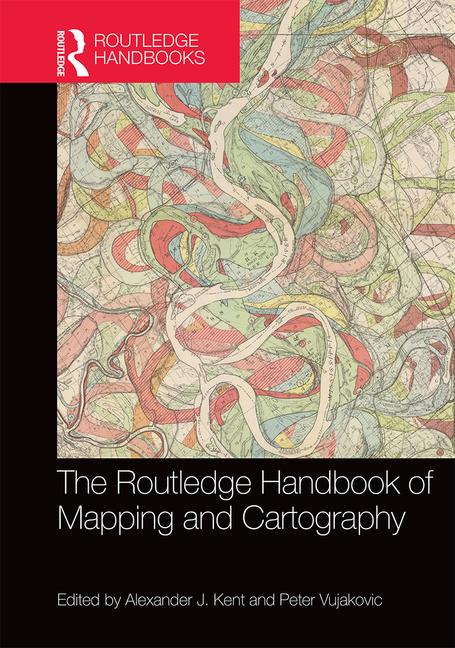 ROUTLEDGE
ROUTLEDGE
HANDBOOKS
The Routledge Handbook of
Mapping and Cartography
Edited by Alexander J. Kent and Peter Vujakovic